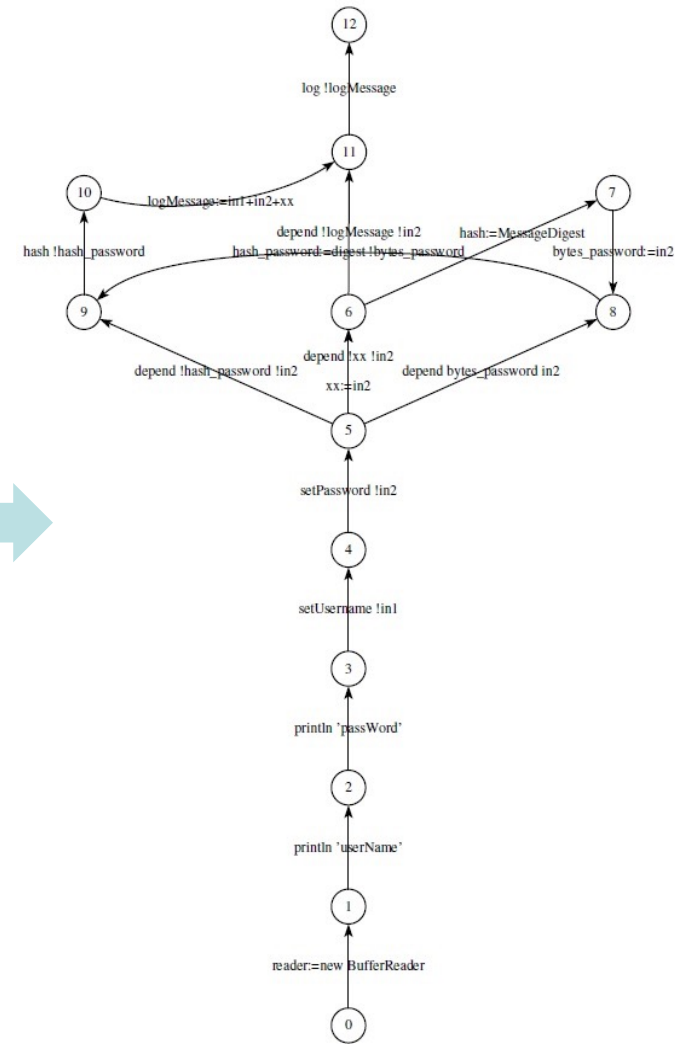 12
log !logMessage
11
10
7
logMessage:=in1+in2+xx
depend !logMessage !in2
hash:=MessageDigest
hash !hash_password
hash_password:=digest !bytes_password
bytes_password:=in2
9
6
8
depend !xx !in2
depend !hash_password !in2
depend bytes_password in2
xx:=in2
5
setPassword !in2
4
setUsername !in1
3
println 'passWord'
2
println 'userName'
1
reader:=new BufferReader
0